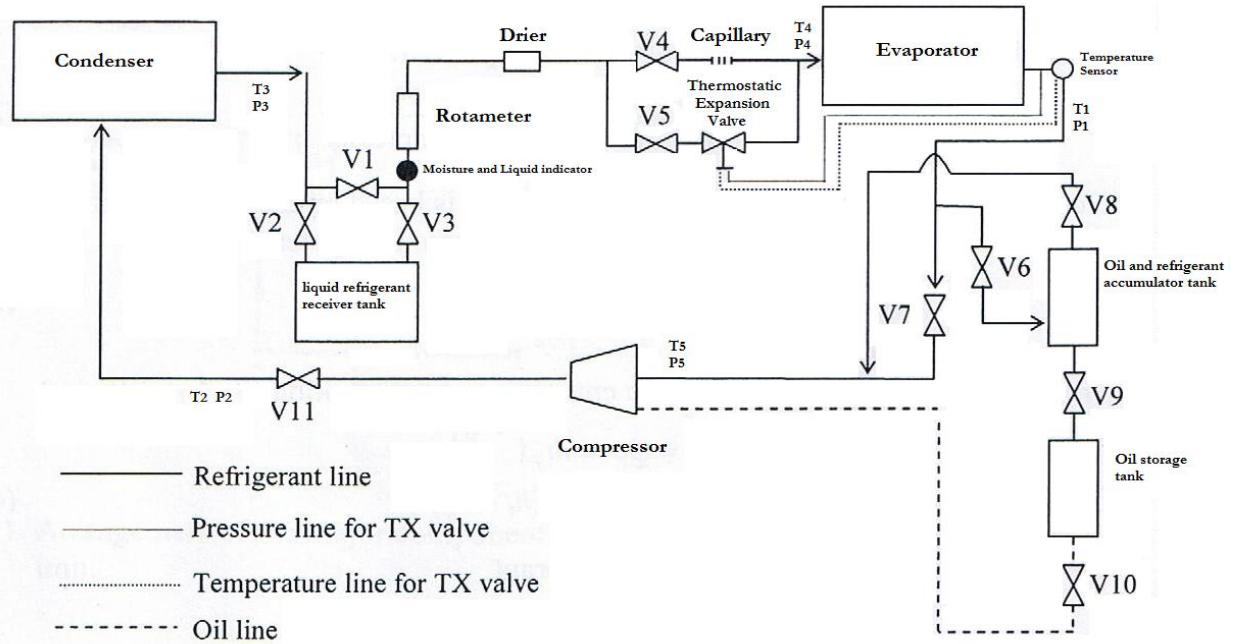 Condenser
T3
P3
Drier
Rotameter
Moisture and Liquid indicator
V4
Capillary
T4
P4
Evaporator
Temperature
Sensor
Thermostatic
Expansion
Valve
V5
T1
P1
V1
V2
V3
liquid refrigerant
receiver tank
V8
V6
Oil and refrigerant
accumulator tank
V7
T5
P5
T2 P2
V11
Compressor
V9
Oil storage
tank
V10
Refrigerant line
Pressure line for TX valve
Temperature line for TX valve
Oil line